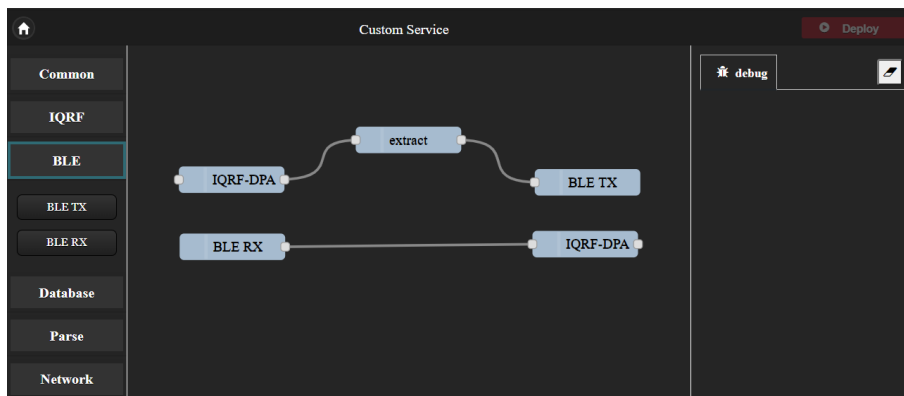 Custom Service
Deploy
Common
IQRF
BLE
BLE TX
BLE RX
Database
Parse
Network
extract
IQRF-DPA
BLE TX
BLE RX
IQRF-DPA
debug